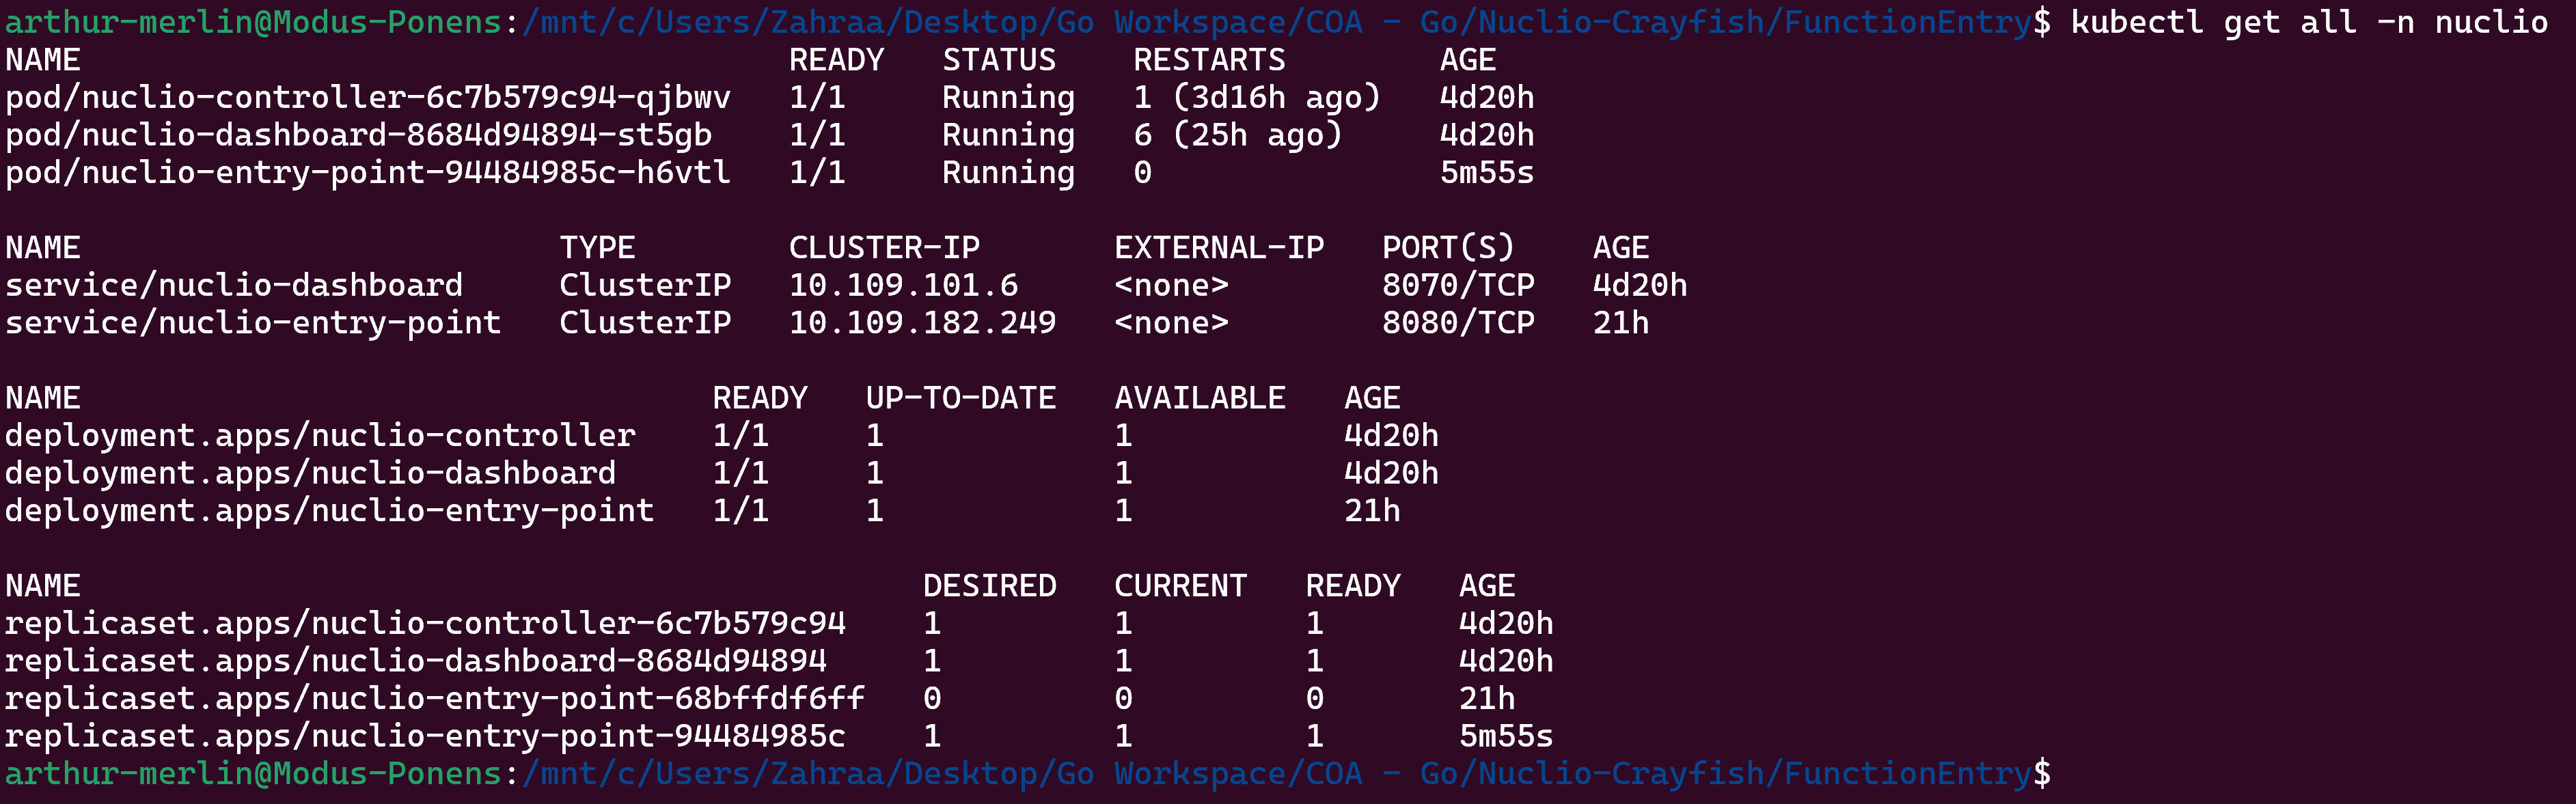 arthur-merlin@Modus-Ponens:/mnt/c/Users/Zahraa/Desktop/Go Workspace/COA - Go/Nuclio-Crayfish/FunctionEntry$ kubectl get all -n nuclio
NAME READY STATUS RESTARTS AGE
pod/nuclio-controller-6c7b579c94-qjbwv 1/1 Running 1 (3d16h ago) 4d20h
pod/nuclio-dashboard-8684d94894-st5gb 1/1 Running 6 (25h ago) 4d20h
pod/nuclio-entry-point-94484985c-h6vtl 1/1 Running 0 5m55s
NAME TYPE CLUSTER-IP EXTERNAL-IP PORT(S) AGE
service/nuclio-dashboard ClusterIP 10.109.101.6 <none> 8070/TCP 4d20h
service/nuclio-entry-point ClusterIP 10.109.182.249 <none> 8080/TCP 21h
NAME READY UP-TO-DATE AVAILABLE AGE
deployment.apps/nuclio-controller 1/1 1 1 4d20h
deployment.apps/nuclio-dashboard 1/1 1 1 4d20h
deployment.apps/nuclio-entry-point 1/1 1 1 21h
NAME DESIRED CURRENT READY AGE
replicaset.apps/nuclio-controller-6c7b579c94 1 1 1 4d20h
replicaset.apps/nuclio-dashboard-8684d94894 1 1 1 4d20h
replicaset.apps/nuclio-entry-point-68bffdf6ff 0 0 0 21h
replicaset.apps/nuclio-entry-point-94484985c 1 1 1 5m55s
arthur-merlin@Modus-Ponens:/mnt/c/Users/Zahraa/Desktop/Go Workspace/COA - Go/Nuclio-Crayfish/FunctionEntry$